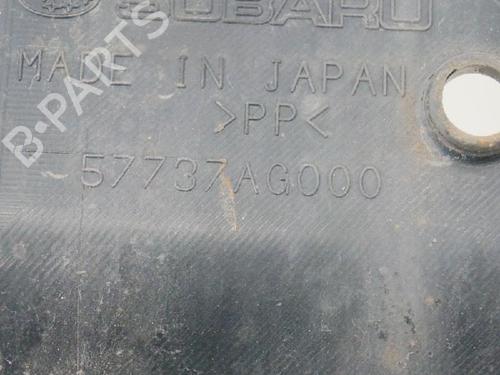 SUBARU
MADE IN JAPAN
>PP<
57737AG000
B-PARTS